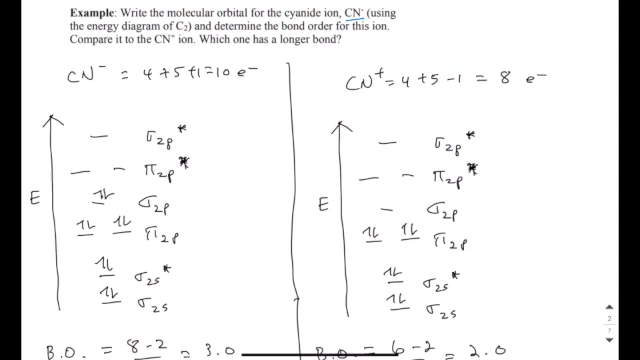 Example: Write the molecular orbital for the cyanide ion, CN⁻ (using
the energy diagram of C₂) and determine the bond order for this ion.
Compare it to the CN⁺ ion. Which one has a longer bond?
CN⁻ = 4+5+1=10 e⁻
E
σ2p*
π2p*
σ2p
π2p
σ2s*
σ2s
B.O. = 8-2 = 3.0
CN⁺ = 4+5-1 = 8 e⁻
E
σ2p*
π2p*
σ2p
π2p
σ2s*
σ2s
B.O. = 6-2 = 2.0
2
7